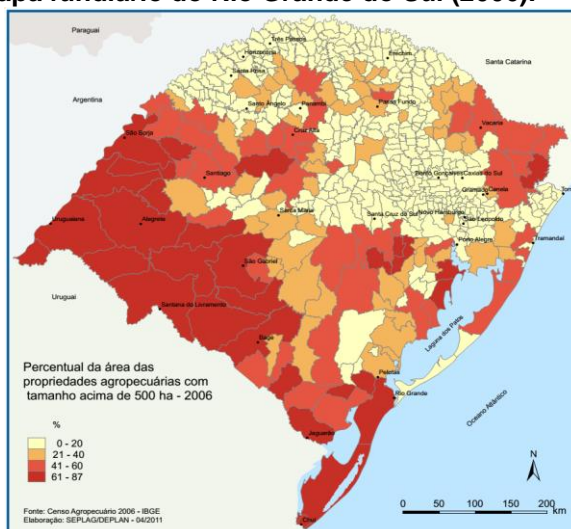 Mapa fundiário do Rio Grande do Sul (2006).
Paraguai
Três Passos
Horizontina
Erechim
Santa Rosa
Santa Catarina
Argentina
Santo Ângelo
Panambi
Passo Fundo
Cruz Alta
Vacaria
São Borja
Santiago
Bento Gonçalves
Caxias do Sul
Gramado
Canela
Torres
Uruguaiana
Alegrete
Santa Maria
Santa Cruz do Sul
Novo Hamburgo
São Leopoldo
Porto Alegre
Tramandaí
São Gabriel
Uruguai
Santana do Livramento
Bagé
Laguna dos Patos
Percentual da área das
propriedades agropecuárias com
tamanho acima de 500 ha - 2006
Pelotas
Rio Grande
Oceano Atlântico
%
0 - 20
21 - 40
41 - 60
61 - 87
Jaguarão
N
Fonte: Censo Agropecuário 2006 - IBGE
Elaboração: SEPLAG/DEPLAN - 04/2011
Chuí
0 50 100 150 200
km